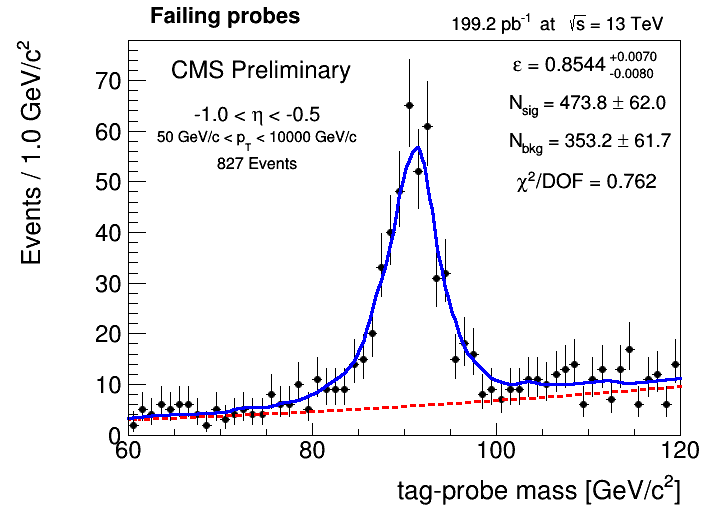 Failing probes
199.2 pb⁻¹ at √s = 13 TeV
CMS Preliminary
-1.0 < η < -0.5
50 GeV/c < p_T < 10000 GeV/c
827 Events
ε = 0.8544 +0.0070 -0.0080
N_sig = 473.8 ± 62.0
N_bkg = 353.2 ± 61.7
χ²/DOF = 0.762
Events / 1.0 GeV/c²
70
60
50
40
30
20
10
0
60 80 100 120
tag-probe mass [GeV/c²]